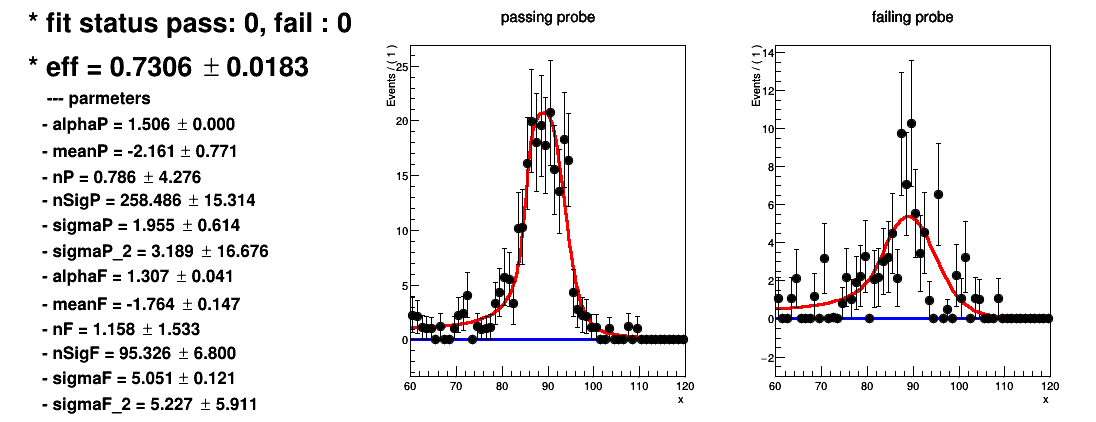 * fit status pass: 0, fail : 0
* eff = 0.7306 ± 0.0183
--- parmeters
- alphaP = 1.506 ± 0.000
- meanP = -2.161 ± 0.771
- nP = 0.786 ± 4.276
- nSigP = 258.486 ± 15.314
- sigmaP = 1.955 ± 0.614
- sigmaP_2 = 3.189 ± 16.676
- alphaF = 1.307 ± 0.041
- meanF = -1.764 ± 0.147
- nF = 1.158 ± 1.533
- nSigF = 95.326 ± 6.800
- sigmaF = 5.051 ± 0.121
- sigmaF_2 = 5.227 ± 5.911
passing probe
Events / ( 1 )
25
20
15
10
5
0
60 70 80 90 100 110 120
x
failing probe
Events / ( 1 )
14
12
10
8
6
4
2
0
−2
60 70 80 90 100 110 120
x